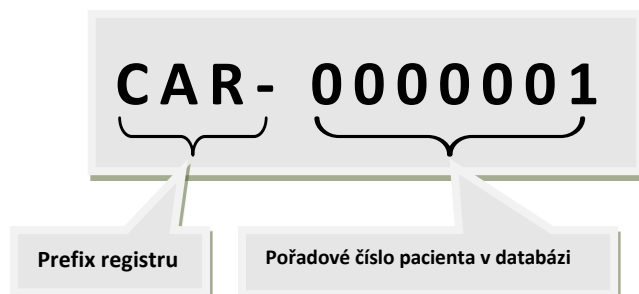 CAR- 0000001
Prefix registru
Pořadové číslo pacienta v databázi